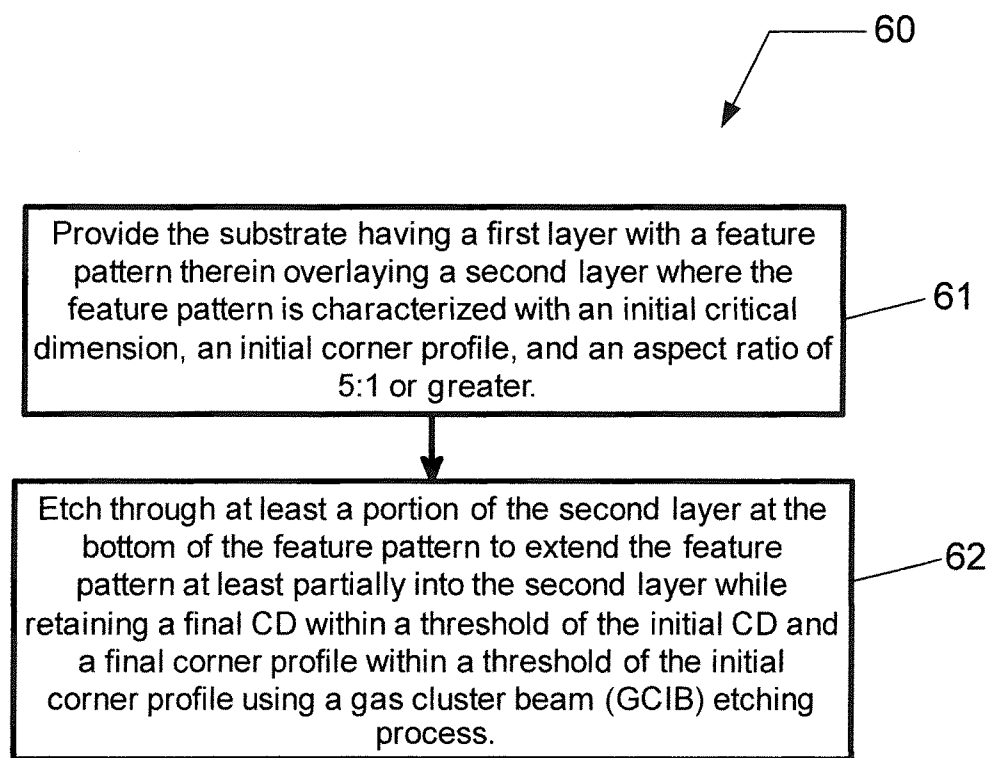 60
Provide the substrate having a first layer with a feature
pattern therein overlaying a second layer where the
feature pattern is characterized with an initial critical
dimension, an initial corner profile, and an aspect ratio of
5:1 or greater.
61
Etch through at least a portion of the second layer at the
bottom of the feature pattern to extend the feature
pattern at least partially into the second layer while
retaining a final CD within a threshold of the initial CD and
a final corner profile within a threshold of the initial
corner profile using a gas cluster beam (GCIB) etching
process.
62